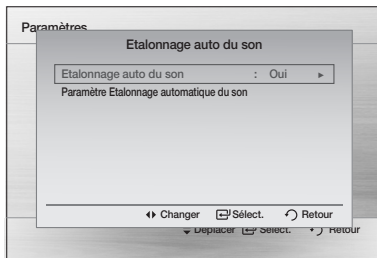 Paramètres
Etalonnage auto du son
Etalonnage auto du son : Oui ►
Paramètre Etalonnage automatique du son
◄► Changer Sélect. Retour
Déplacer Sélect. Retour